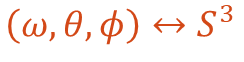 (ω, θ, ϕ) ↔ S³